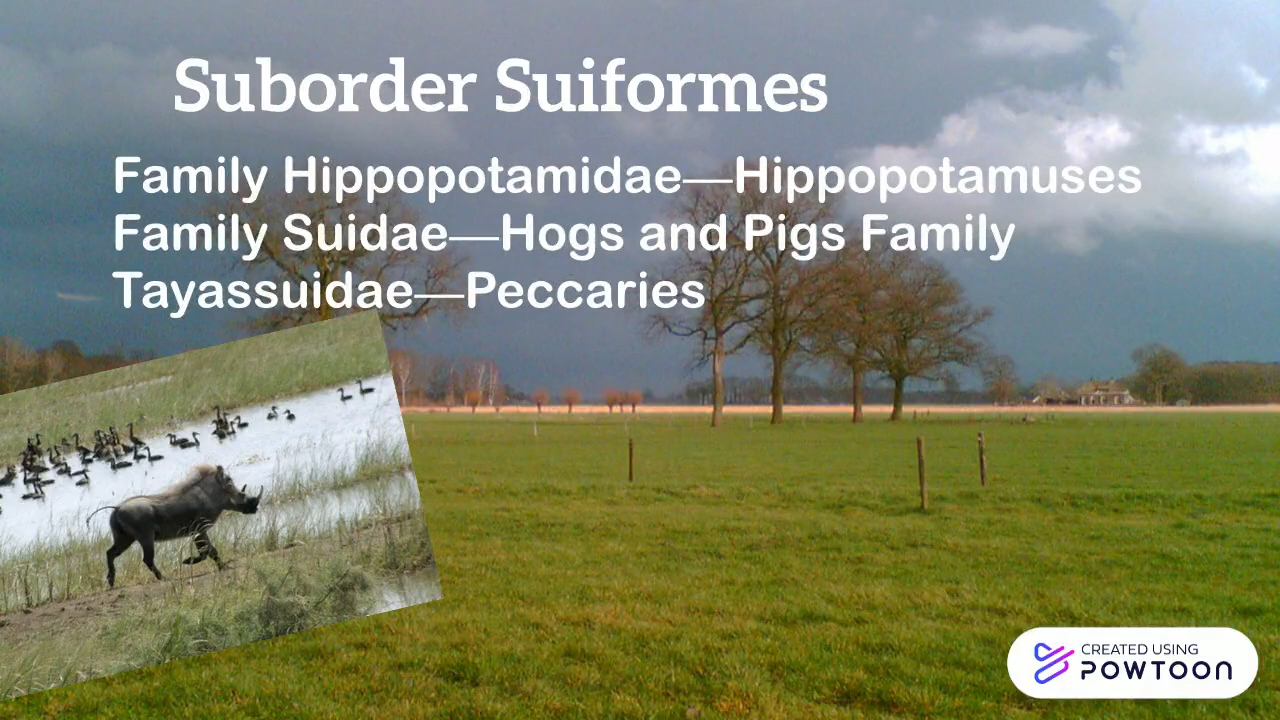 Suborder Suiformes
Family Hippopotamidae—Hippopotamuses
Family Suidae—Hogs and Pigs Family
Tayassuidae—Peccaries
CREATED USING
POWTOON